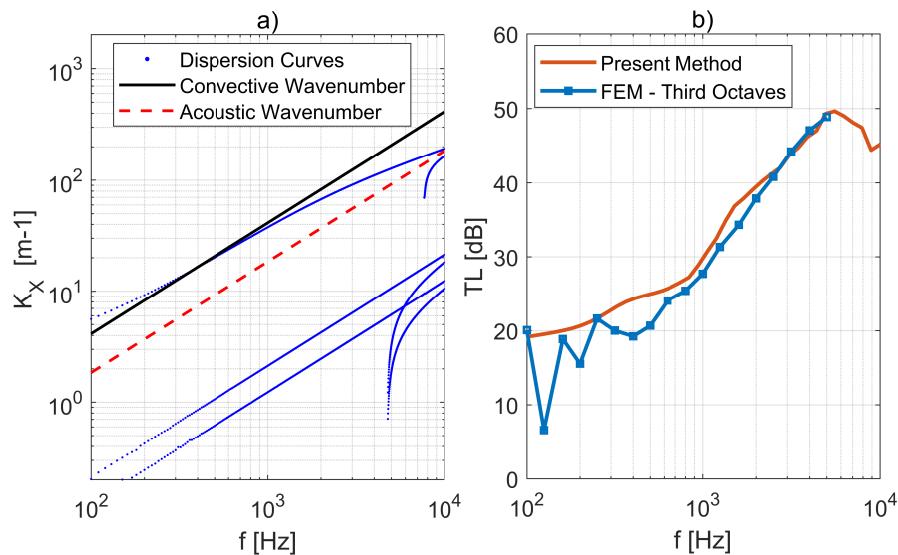 a)
10^3
10^2
10^1
10^0
K_X [m-1]
Dispersion Curves
Convective Wavenumber
Acoustic Wavenumber
10^2
10^3
10^4
f [Hz]
b)
60
50
40
30
20
10
0
TL [dB]
Present Method
FEM - Third Octaves
10^2
10^3
10^4
f [Hz]